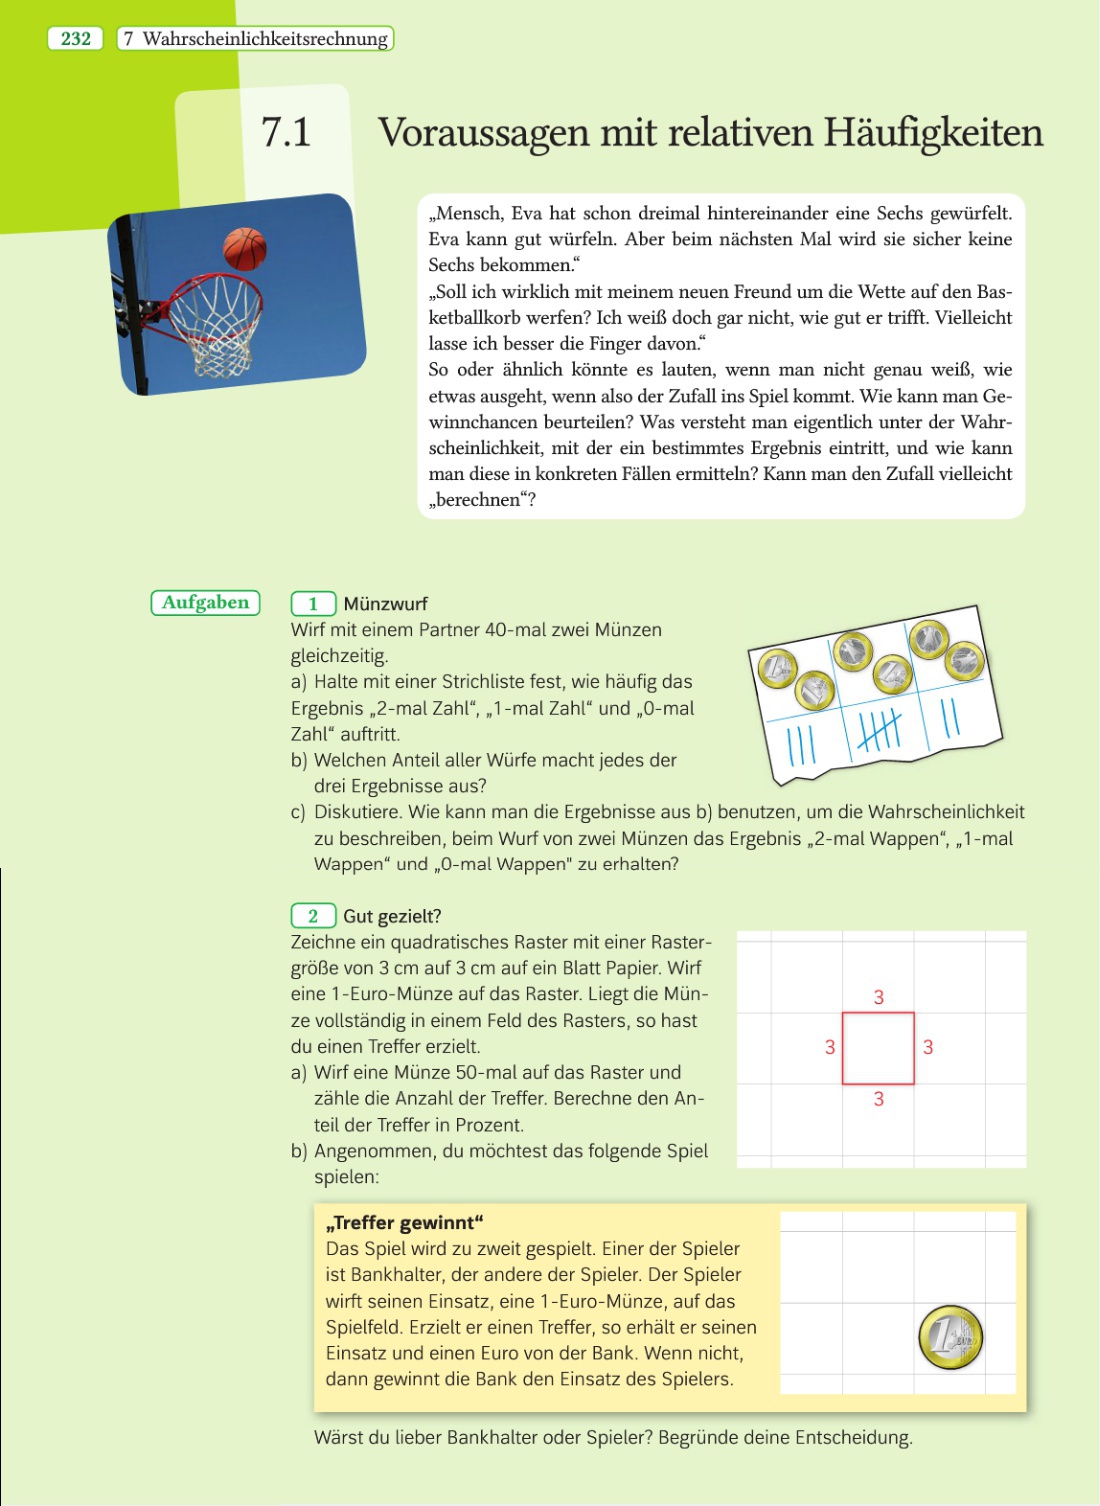 232 7 Wahrscheinlichkeitsrechnung
7.1 Voraussagen mit relativen Häufigkeiten
„Mensch, Eva hat schon dreimal hintereinander eine Sechs gewürfelt.
Eva kann gut würfeln. Aber beim nächsten Mal wird sie sicher keine
Sechs bekommen.“
„Soll ich wirklich mit meinem neuen Freund um die Wette auf den Bas-
ketballkorb werfen? Ich weiß doch gar nicht, wie gut er trifft. Vielleicht
lasse ich besser die Finger davon.“
So oder ähnlich könnte es lauten, wenn man nicht genau weiß, wie
etwas ausgeht, wenn also der Zufall ins Spiel kommt. Wie kann man Ge-
winnchancen beurteilen? Was versteht man eigentlich unter der Wahr-
scheinlichkeit, mit der ein bestimmtes Ergebnis eintritt, und wie kann
man diese in konkreten Fällen ermitteln? Kann man den Zufall vielleicht
„berechnen“?
Aufgaben
1 Münzwurf
Wirf mit einem Partner 40-mal zwei Münzen
gleichzeitig.
a) Halte mit einer Strichliste fest, wie häufig das
Ergebnis „2-mal Zahl“, „1-mal Zahl“ und „0-mal
Zahl“ auftritt.
b) Welchen Anteil aller Würfe macht jedes der
drei Ergebnisse aus?
c) Diskutiere. Wie kann man die Ergebnisse aus b) benutzen, um die Wahrscheinlichkeit
zu beschreiben, beim Wurf von zwei Münzen das Ergebnis „2-mal Wappen“, „1-mal
Wappen“ und „0-mal Wappen" zu erhalten?
2 Gut gezielt?
Zeichne ein quadratisches Raster mit einer Raster-
größe von 3 cm auf 3 cm auf ein Blatt Papier. Wirf
eine 1-Euro-Münze auf das Raster. Liegt die Mün-
ze vollständig in einem Feld des Rasters, so hast
du einen Treffer erzielt.
a) Wirf eine Münze 50-mal auf das Raster und
zähle die Anzahl der Treffer. Berechne den An-
teil der Treffer in Prozent.
b) Angenommen, du möchtest das folgende Spiel
spielen:
3
3 3
3
„Treffer gewinnt“
Das Spiel wird zu zweit gespielt. Einer der Spieler
ist Bankhalter, der andere der Spieler. Der Spieler
wirft seinen Einsatz, eine 1-Euro-Münze, auf das
Spielfeld. Erzielt er einen Treffer, so erhält er seinen
Einsatz und einen Euro von der Bank. Wenn nicht,
dann gewinnt die Bank den Einsatz des Spielers.
1
Wärst du lieber Bankhalter oder Spieler? Begründe deine Entscheidung.